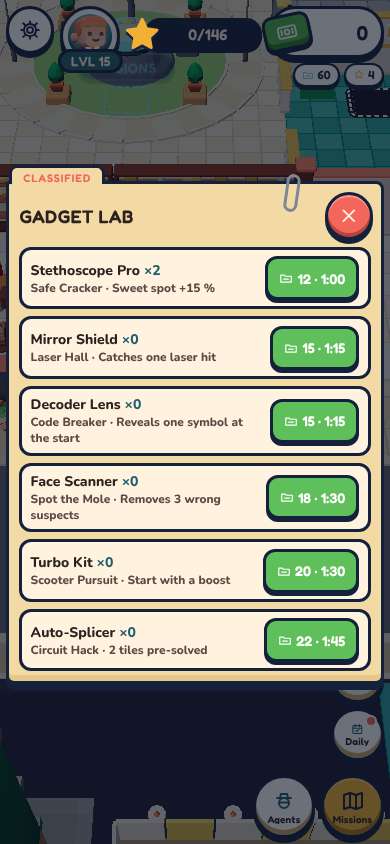 0/146
0
LVL 15
60
4
CLASSIFIED
GADGET LAB
Stethoscope Pro ×2
Safe Cracker · Sweet spot +15 %
12 · 1:00
Mirror Shield ×0
Laser Hall · Catches one laser hit
15 · 1:15
Decoder Lens ×0
Code Breaker · Reveals one symbol at
the start
15 · 1:15
Face Scanner ×0
Spot the Mole · Removes 3 wrong
suspects
18 · 1:30
Turbo Kit ×0
Scooter Pursuit · Start with a boost
20 · 1:30
Auto-Splicer ×0
Circuit Hack · 2 tiles pre-solved
22 · 1:45
Daily
Agents
Missions